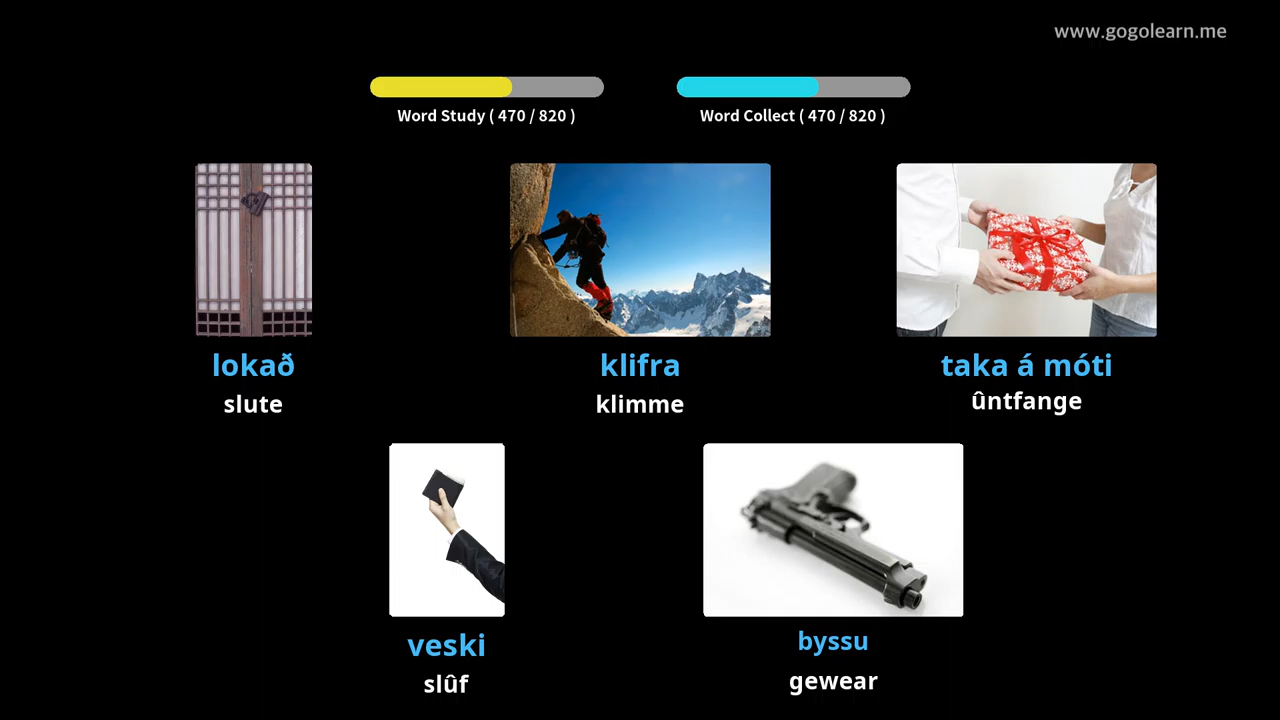 www.gogolearn.me
Word Study ( 470 / 820 )
Word Collect ( 470 / 820 )
lokað
slute
klifra
klimme
taka á móti
ûntfange
veski
slûf
byssu
gewear